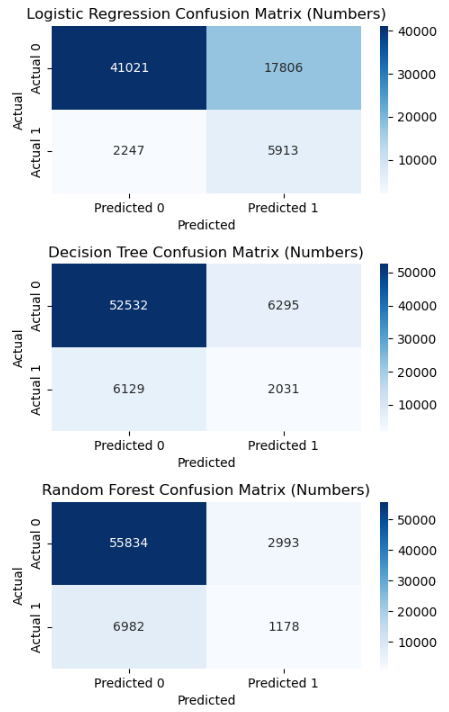 Logistic Regression Confusion Matrix (Numbers)
Actual
Actual 0
41021
17806
40000
30000
20000
10000
Actual 1
2247
5913
Predicted 0
Predicted 1
Predicted
Decision Tree Confusion Matrix (Numbers)
Actual
Actual 0
52532
6295
50000
40000
30000
20000
10000
Actual 1
6129
2031
Predicted 0
Predicted 1
Predicted
Random Forest Confusion Matrix (Numbers)
Actual
Actual 0
55834
2993
50000
40000
30000
20000
10000
Actual 1
6982
1178
Predicted 0
Predicted 1
Predicted